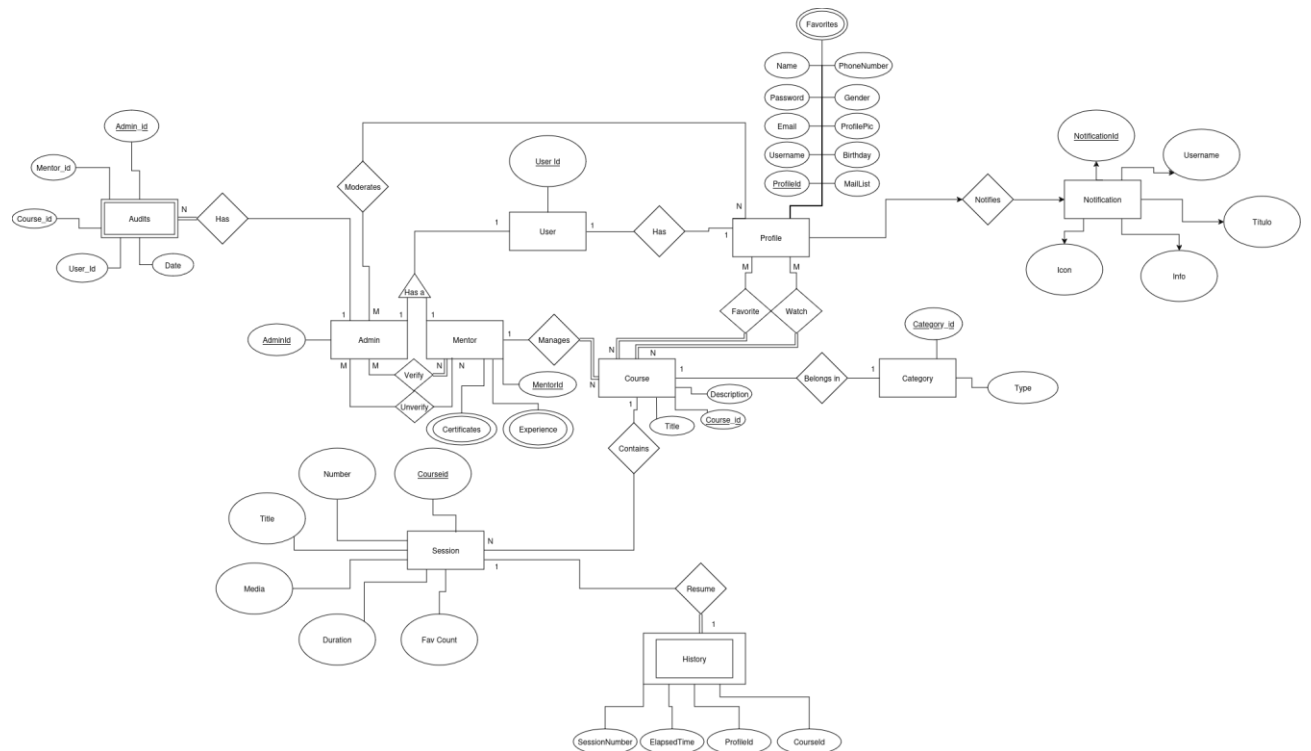 Favorites
Name
PhoneNumber
Password
Gender
Email
ProfilePic
Username
Birthday
ProfileId
MailList
Admin_id
Mentor_id
Course_id
User_Id
Date
Audits
N
Has
Moderates
User Id
1
User
1
Has
N
1
Profile
M
M
Notifies
NotificationId
Username
Notification
Título
Icon
Info
Has a
1
M
1
1
AdminId
Admin
Mentor
1
Manages
M
M
Verify
N
N
Unverify
MentorId
Certificates
Experience
Favorite
Watch
N
N
N
Course
1
1
Description
Course_id
Title
Belongs in
1
Category
Category_id
Type
Contains
Number
Courseid
Title
Session
N
1
Media
Duration
Fav Count
Resume
1
History
SessionNumber
ElapsedTime
ProfileId
CourseId